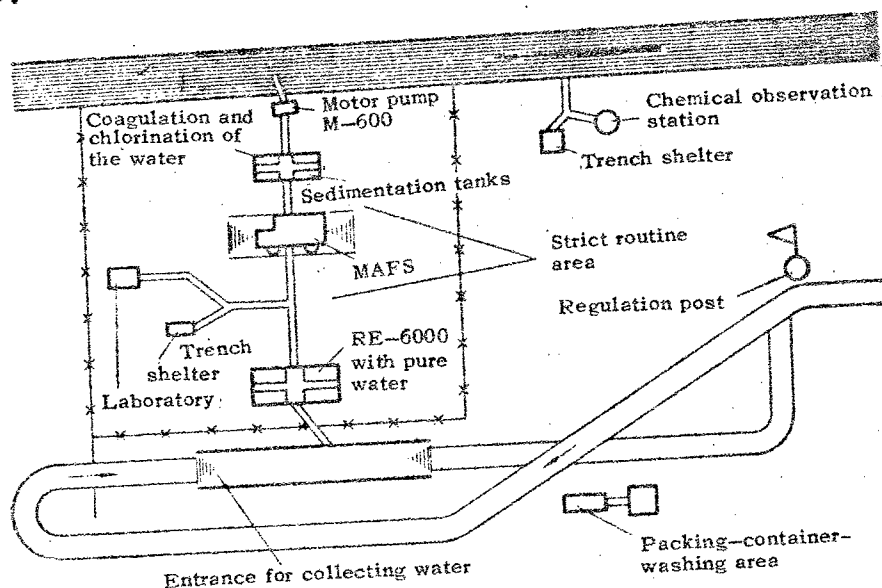 Motor pump
M-600
Coagulation and
chlorination of
the water
Chemical observation
station
Trench shelter
Sedimentation tanks
Strict routine
area
MAFS
Regulation post
RE-6000
with pure
water
Trench
shelter
Laboratory
Packing-container-
washing area
Entrance for collecting water